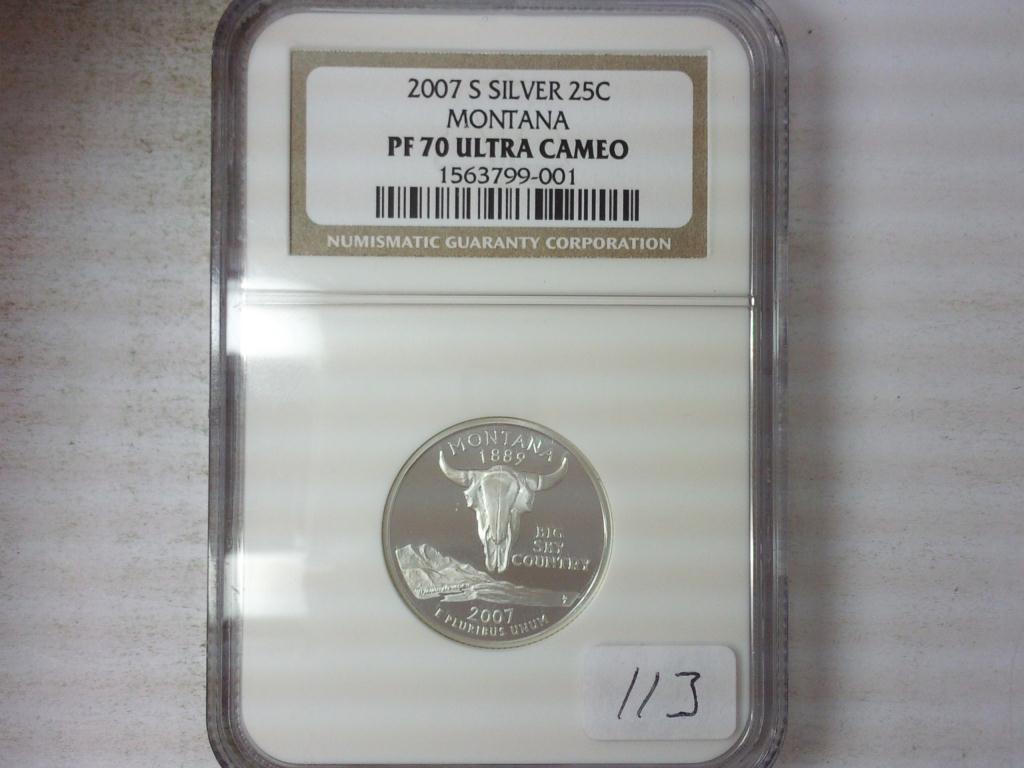 2007 S SILVER 25C
MONTANA
PF 70 ULTRA CAMEO
1563799-001
NUMISMATIC GUARANTY CORPORATION
MONTANA
1889
BIG
SKY
COUNTRY
2007
E PLURIBUS UNUM
113